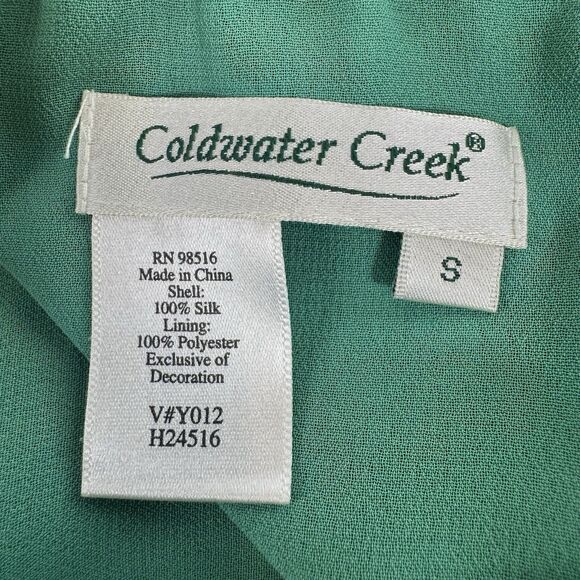 Coldwater Creek®
S
RN 98516
Made in China
Shell:
100% Silk
Lining:
100% Polyester
Exclusive of
Decoration
V#Y012
H24516